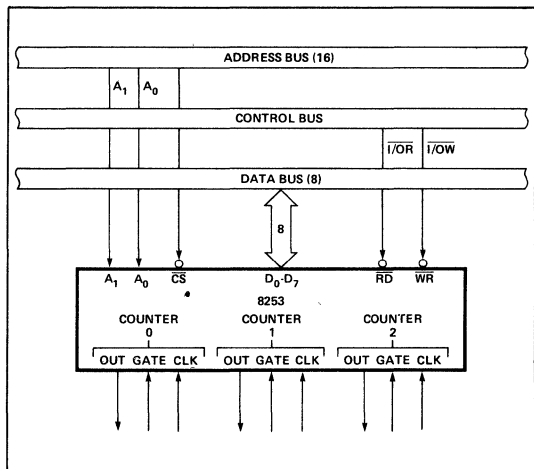 ADDRESS BUS (16)
A1 A0
CONTROL BUS
I/OR I/OW
DATA BUS (8)
8
A1 A0 CS D0-D7 RD WR
8253
COUNTER 0
COUNTER 1
COUNTER 2
OUT GATE CLK OUT GATE CLK OUT GATE CLK